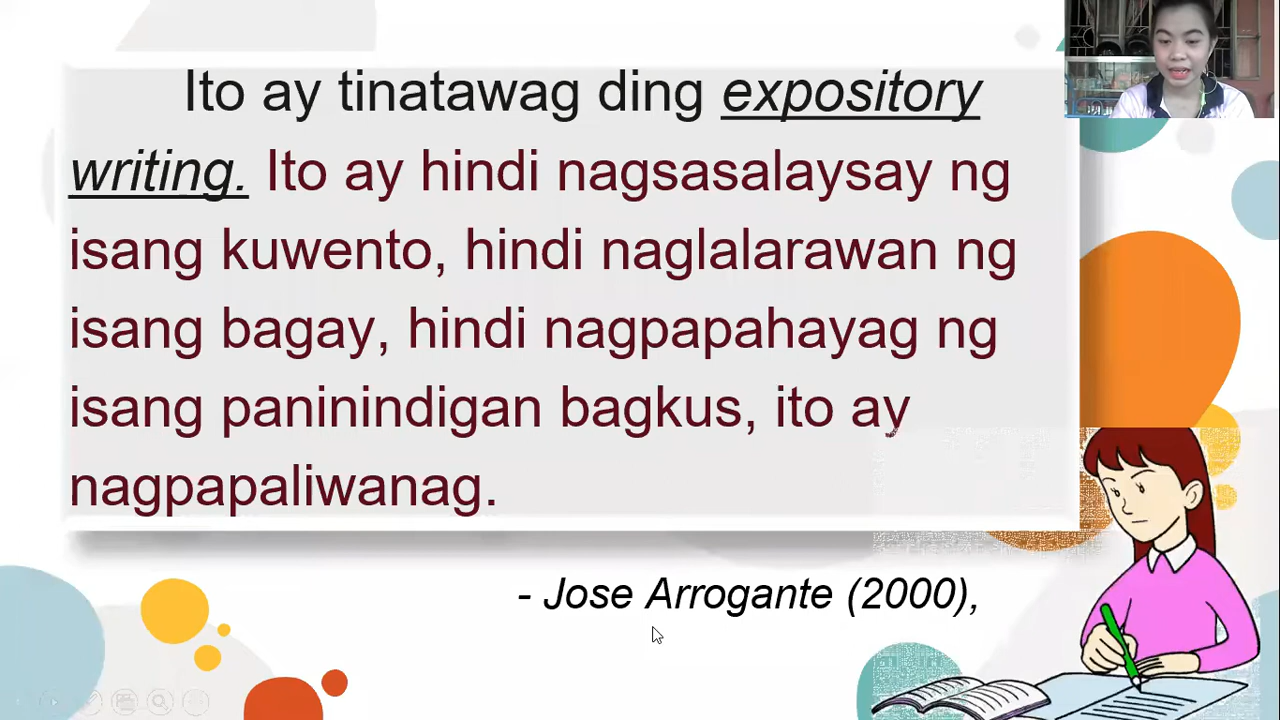 Ito ay tinatawag ding expository
writing. Ito ay hindi nagsasalaysay ng
isang kuwento, hindi naglalarawan ng
isang bagay, hindi nagpapahayag ng
isang paninindigan bagkus, ito ay
nagpapaliwanag.
- Jose Arrogante (2000),